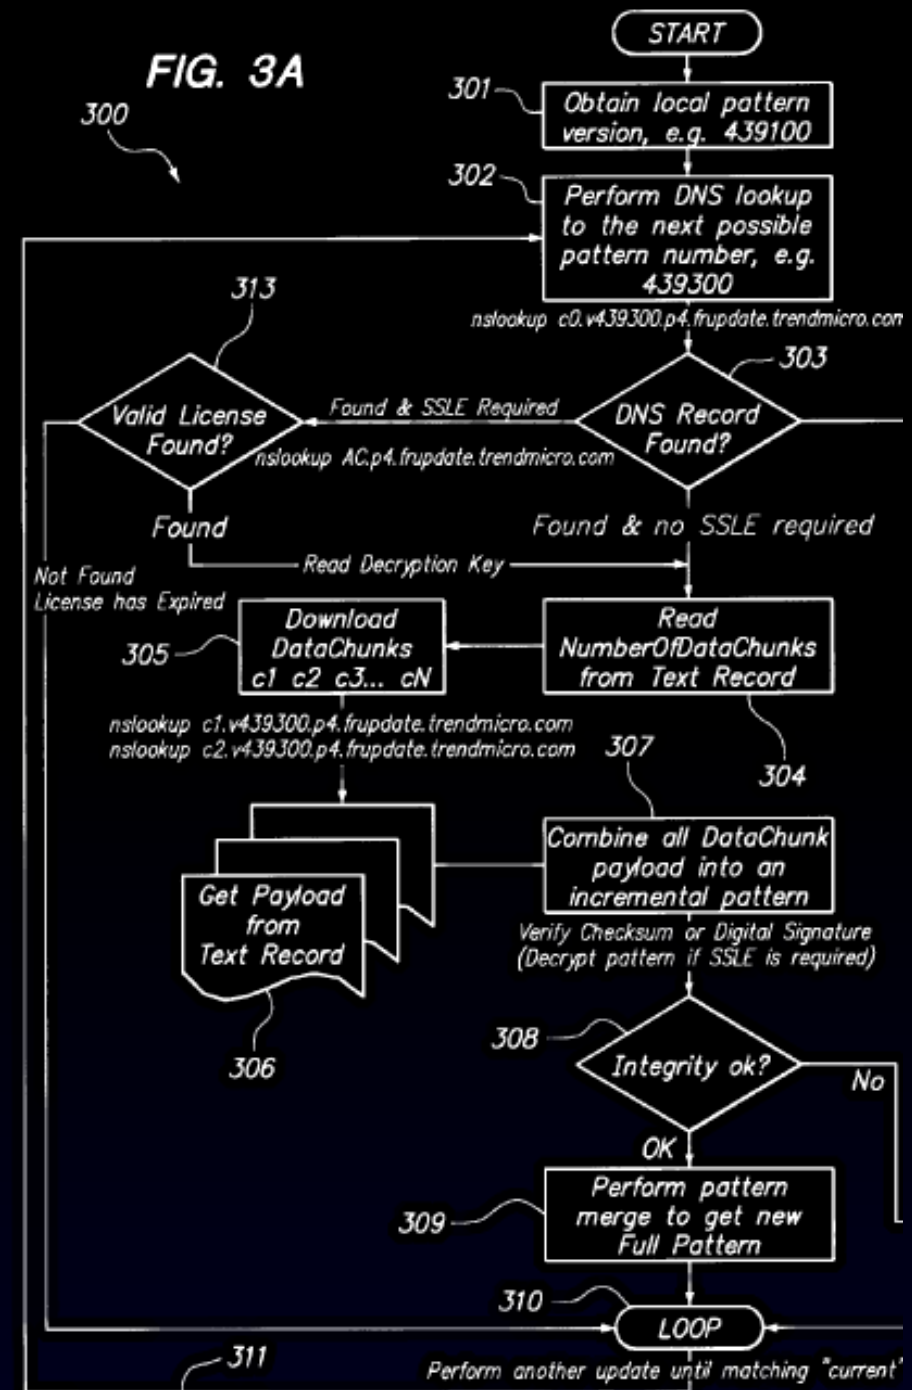 START
FIG. 3A
301
Obtain local pattern
version, e.g. 439100
300
302
Perform DNS lookup
to the next possible
pattern number, e.g.
439300
313
nslookup c0.v439300.p4.frupdate.trendmicro.com
303
Valid License
Found?
Found & SSLE Required
DNS Record
Found?
nslookup AC.p4.frupdate.trendmicro.com
Found
Found & no SSLE required
Read Decryption Key
Not Found
License has Expired
305
Download
DataChunks
c1 c2 c3... cN
Read
NumberOfDataChunks
from Text Record
nslookup c1.v439300.p4.frupdate.trendmicro.com
nslookup c2.v439300.p4.frupdate.trendmicro.com
304
307
Combine all DataChunk
payload into an
incremental pattern
Get Payload
from
Text Record
306
Verify Checksum or Digital Signature
(Decrypt pattern if SSLE is required)
308
Integrity ok?
No
OK
309
Perform pattern
merge to get new
Full Pattern
310
LOOP
311
Perform another update until matching "current"